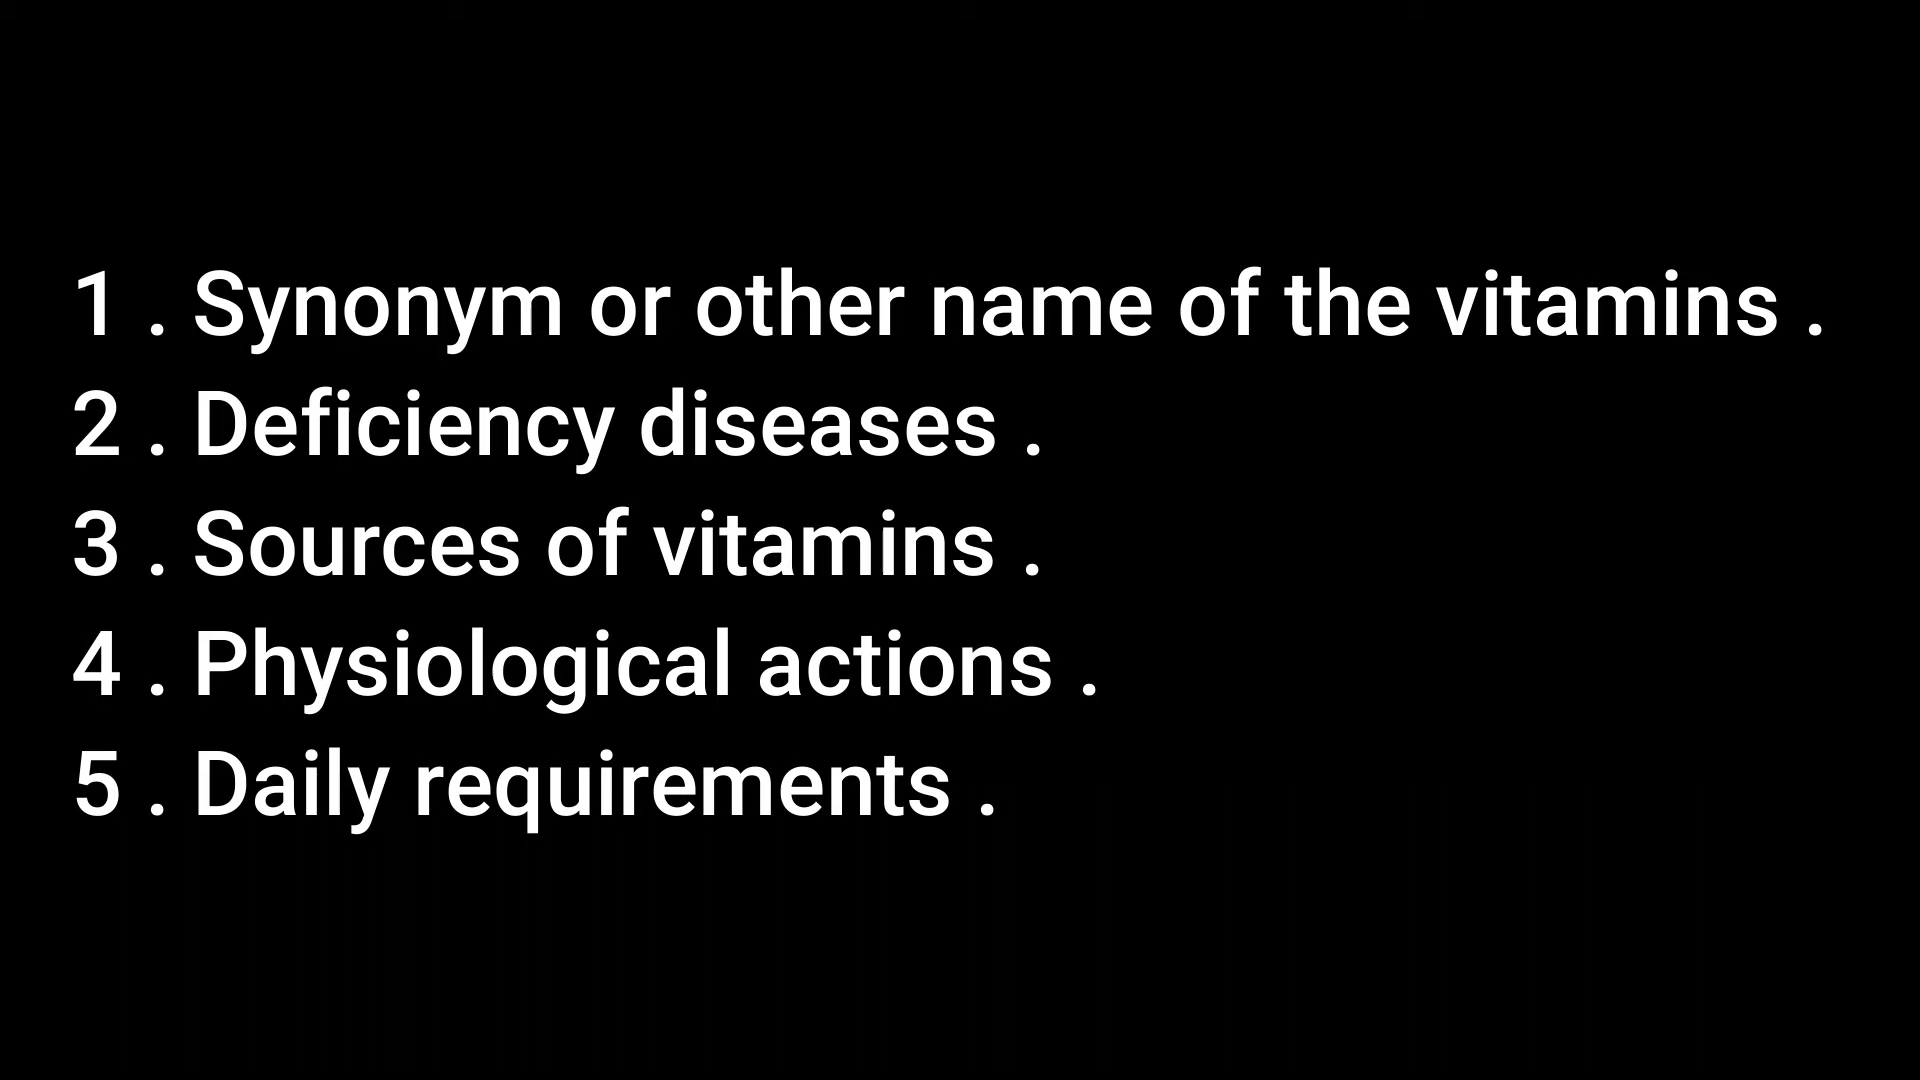 1 . Synonym or other name of the vitamins .
2 . Deficiency diseases .
3 . Sources of vitamins .
4 . Physiological actions .
5 . Daily requirements .